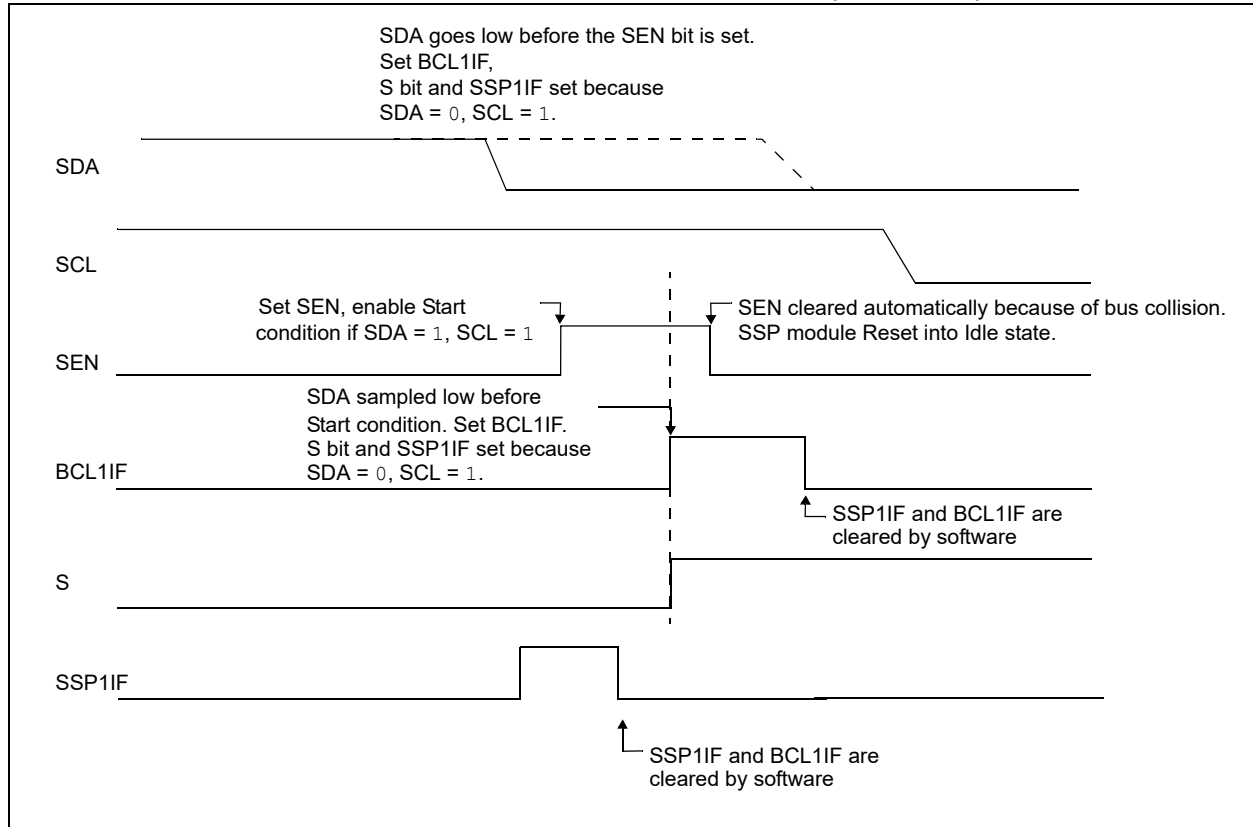 SDA goes low before the SEN bit is set.
Set BCL1IF,
S bit and SSP1IF set because
SDA = 0, SCL = 1.
SDA
SCL
Set SEN, enable Start
condition if SDA = 1, SCL = 1
SEN cleared automatically because of bus collision.
SSP module Reset into Idle state.
SEN
SDA sampled low before
Start condition. Set BCL1IF.
S bit and SSP1IF set because
SDA = 0, SCL = 1.
BCL1IF
SSP1IF and BCL1IF are
cleared by software
S
SSP1IF
SSP1IF and BCL1IF are
cleared by software